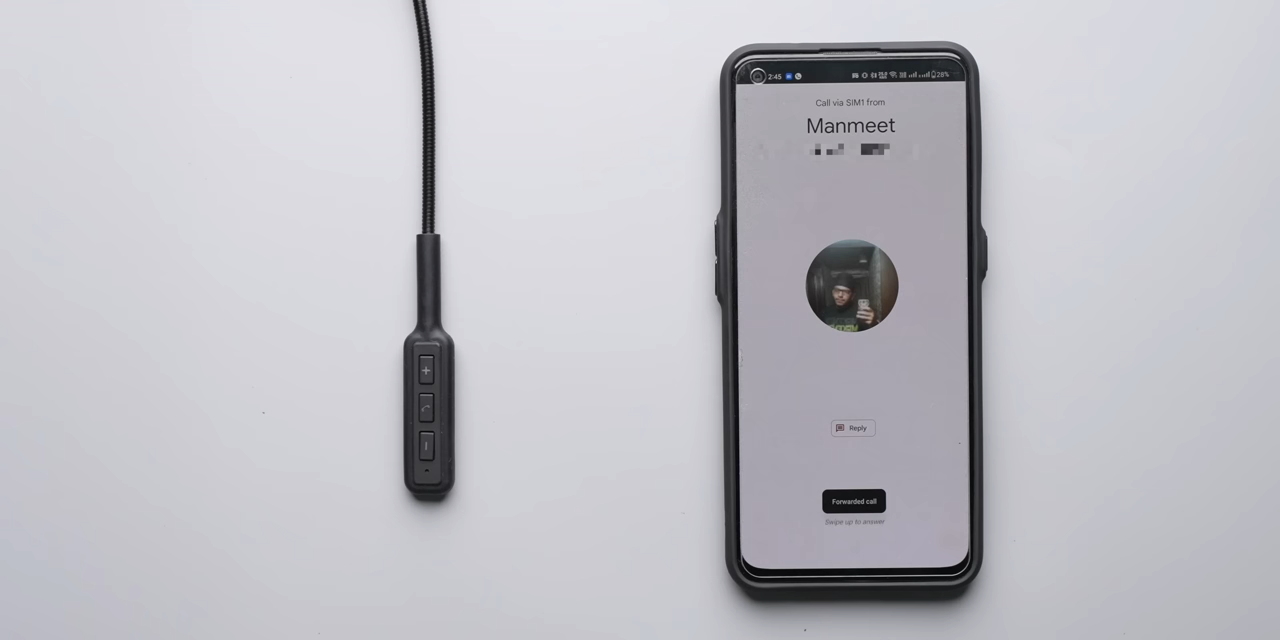 2:45
28%
Call via SIM1 from
Manmeet
Reply
Forwarded call
Swipe up to answer
+
-